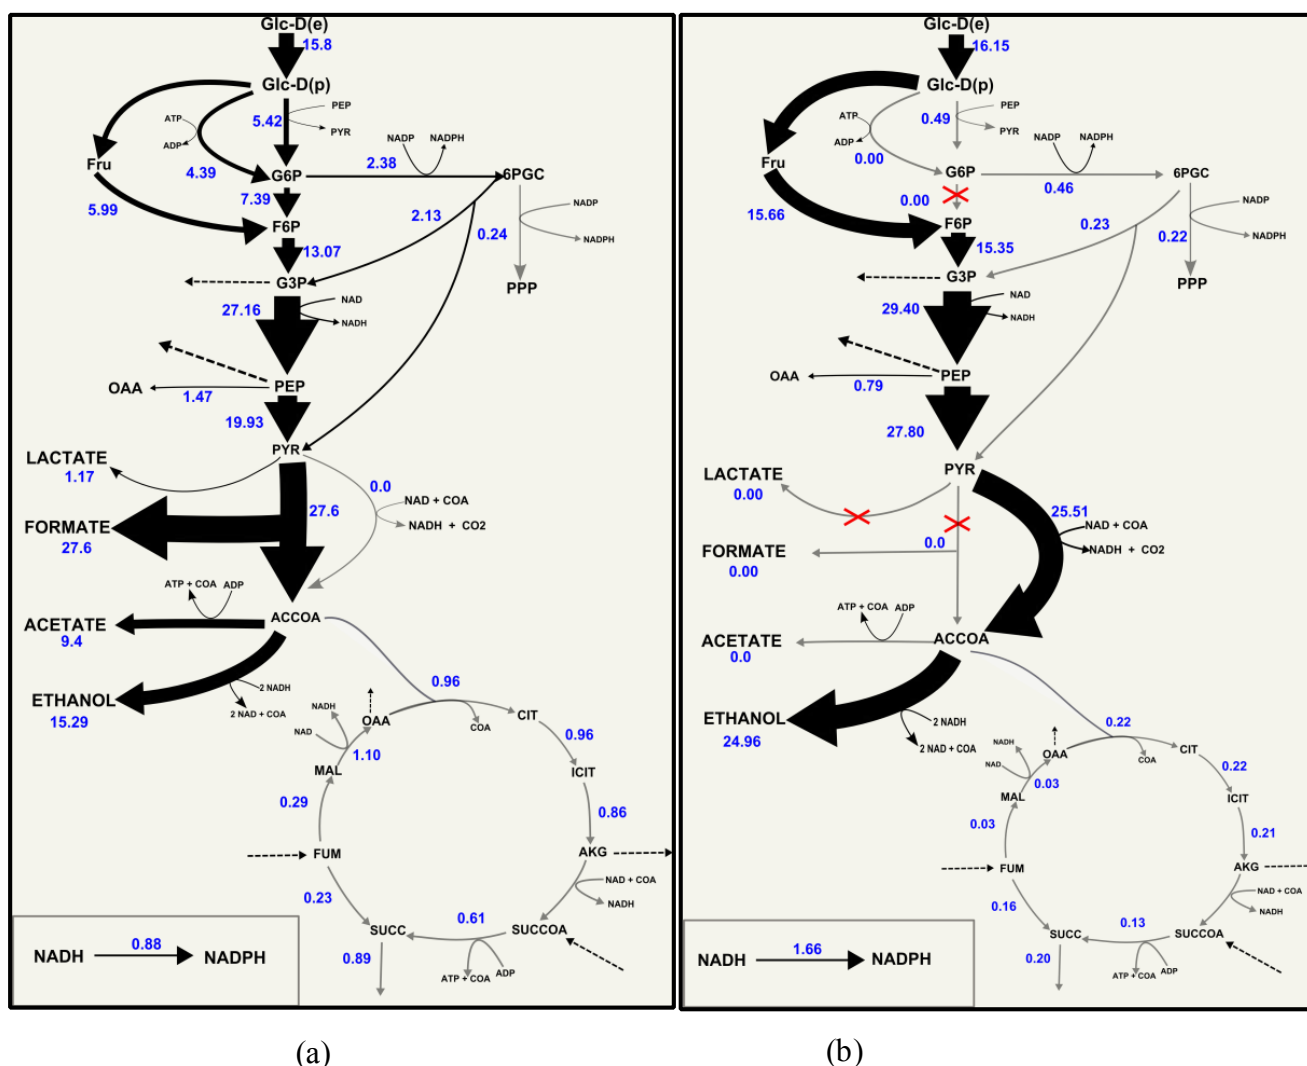 Glc-D(e)
15.8
Glc-D(p)
PEP
PYR
5.42
ATP
ADP
4.39
Fru
5.99
G6P
2.38
NADP
NADPH
6PGC
7.39
2.13
0.24
NADP
NADPH
PPP
F6P
13.07
G3P
27.16
NAD
NADH
OAA
1.47
PEP
19.93
PYR
LACTATE
1.17
0.0
NAD + COA
NADH + CO2
27.6
FORMATE
27.6
ATP + COA
ADP
ACETATE
9.4
ACCOA
ETHANOL
15.29
2 NADH
2 NAD + COA
0.96
NADH
NAD
OAA
COA
CIT
1.10
0.96
MAL
ICIT
0.29
0.86
FUM
AKG
0.23
NAD + COA
NADH
0.61
SUCC
SUCCOA
0.89
ATP + COA
ADP
NADH
0.88
NADPH
(a)
Glc-D(e)
16.15
Glc-D(p)
PEP
PYR
0.49
ATP
ADP
0.00
Fru
15.66
G6P
0.46
NADP
NADPH
6PGC
0.00
0.23
0.22
NADP
NADPH
PPP
F6P
15.35
G3P
29.40
NAD
NADH
OAA
0.79
PEP
27.80
PYR
LACTATE
0.00
25.51
NAD + COA
NADH + CO2
0.0
FORMATE
0.00
ATP + COA
ADP
ACETATE
0.0
ACCOA
ETHANOL
24.96
2 NADH
2 NAD + COA
0.22
NADH
NAD
OAA
COA
CIT
0.03
0.22
MAL
ICIT
0.03
0.21
FUM
AKG
0.16
NAD + COA
NADH
0.13
SUCC
SUCCOA
0.20
ATP + COA
ADP
NADH
1.66
NADPH
(b)